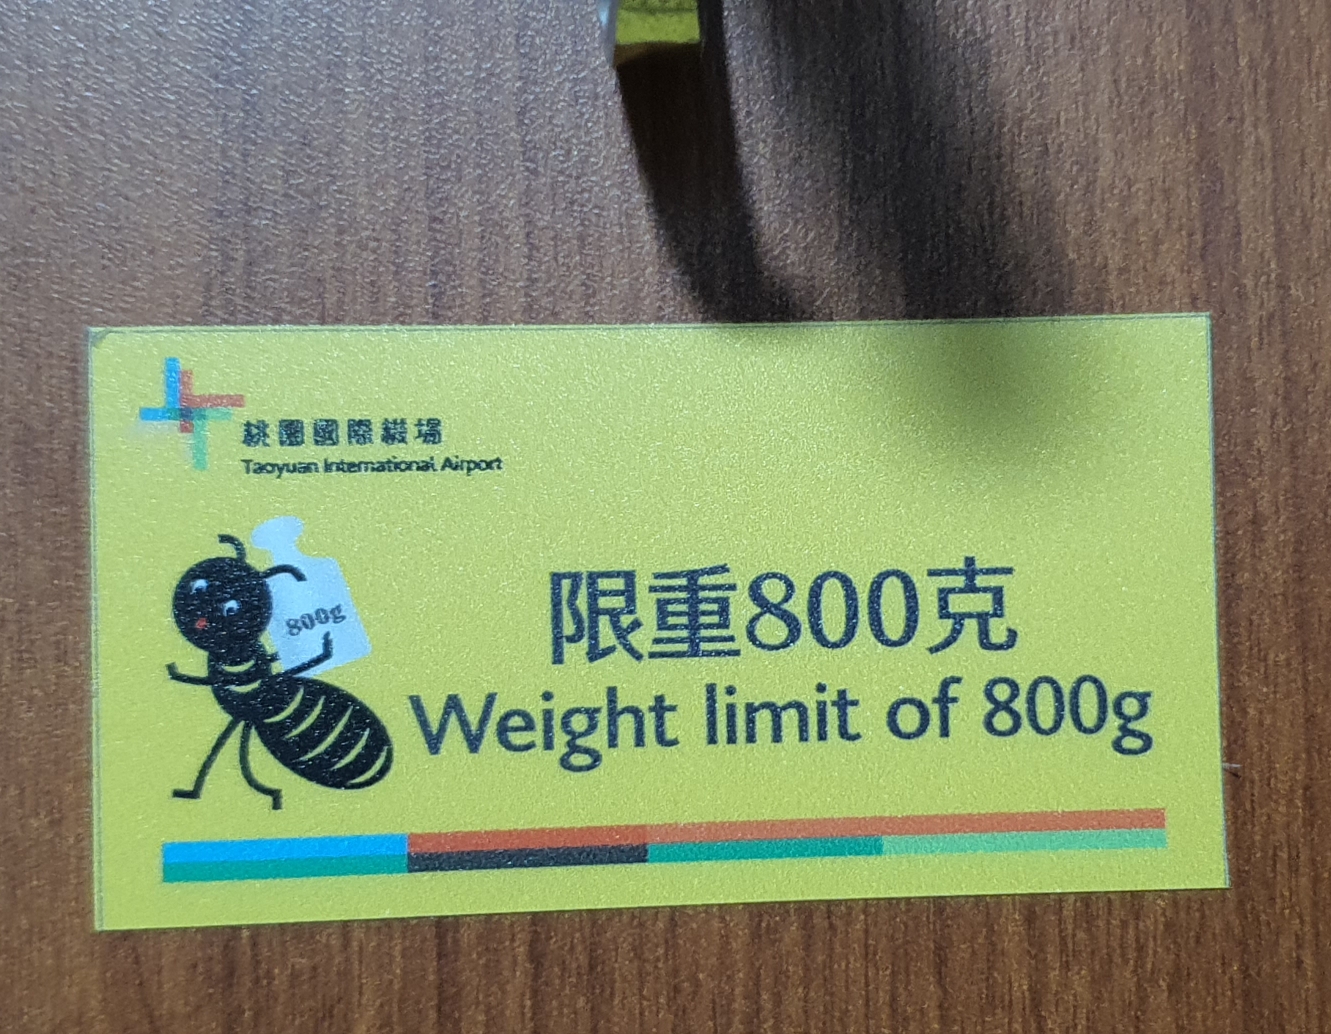 桃園國際機場
Taoyuan International Airport
800g
限重800克
Weight limit of 800g